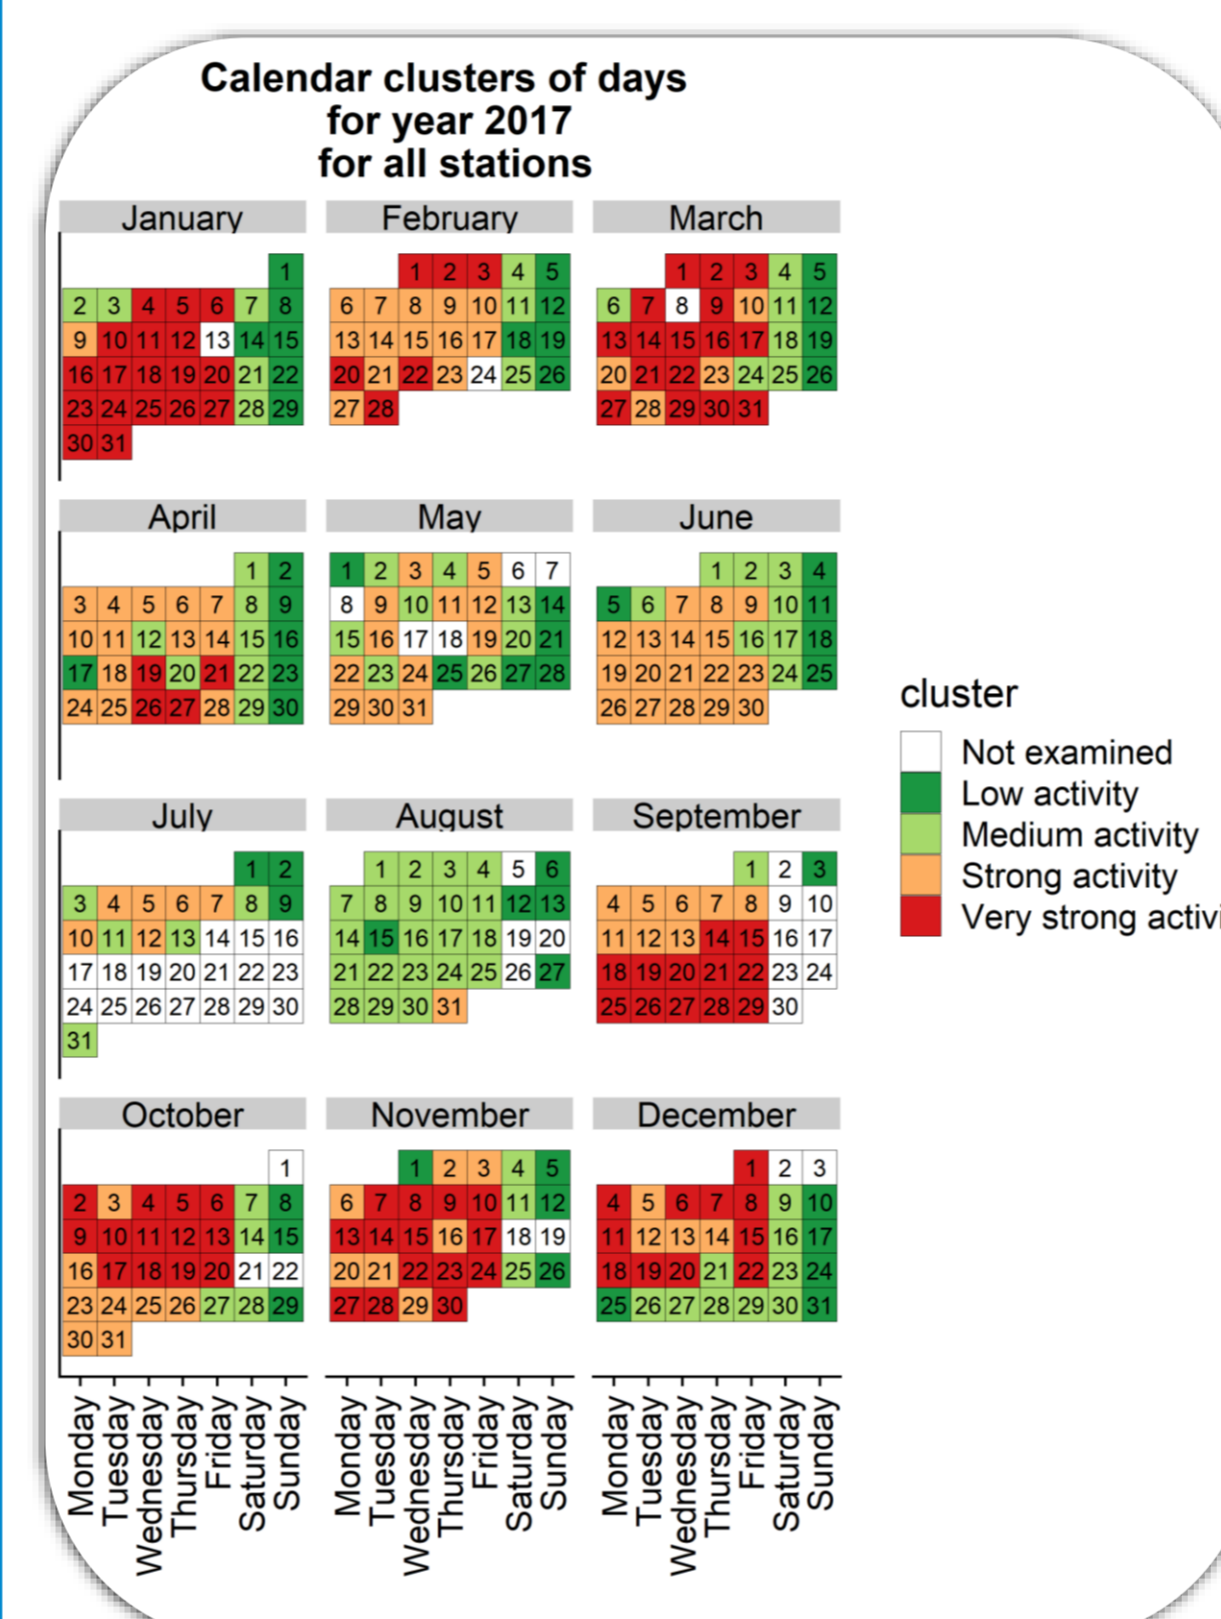 Calendar clusters of days
for year 2017
for all stations
January February March
1 1 2 3 4 5 1 2 3 4 5
2 3 4 5 6 7 8 6 7 8 9 10 11 12 6 7 8 9 10 11 12
9 10 11 12 13 14 15 13 14 15 16 17 18 19 13 14 15 16 17 18 19
16 17 18 19 20 21 22 20 21 22 23 24 25 26 20 21 22 23 24 25 26
23 24 25 26 27 28 29 27 28 27 28 29 30 31
30 31
April May June
1 2 1 2 3 4 5 6 7 1 2 3 4
3 4 5 6 7 8 9 8 9 10 11 12 13 14 5 6 7 8 9 10 11
10 11 12 13 14 15 16 15 16 17 18 19 20 21 12 13 14 15 16 17 18
17 18 19 20 21 22 23 22 23 24 25 26 27 28 19 20 21 22 23 24 25
24 25 26 27 28 29 30 29 30 31 26 27 28 29 30
July August September
1 2 1 2 3 4 5 6 1 2 3
3 4 5 6 7 8 9 7 8 9 10 11 12 13 4 5 6 7 8 9 10
10 11 12 13 14 15 16 14 15 16 17 18 19 20 11 12 13 14 15 16 17
17 18 19 20 21 22 23 21 22 23 24 25 26 27 18 19 20 21 22 23 24
24 25 26 27 28 29 30 28 29 30 31 25 26 27 28 29 30
31
October November December
1 1 2 3 4 5 1 2 3
2 3 4 5 6 7 8 6 7 8 9 10 11 12 4 5 6 7 8 9 10
9 10 11 12 13 14 15 13 14 15 16 17 18 19 11 12 13 14 15 16 17
16 17 18 19 20 21 22 20 21 22 23 24 25 26 18 19 20 21 22 23 24
23 24 25 26 27 28 29 27 28 29 30 25 26 27 28 29 30 31
30 31
Monday Tuesday Wednesday Thursday Friday Saturday Sunday Monday Tuesday Wednesday Thursday Friday Saturday Sunday Monday Tuesday Wednesday Thursday Friday Saturday Sunday
cluster
Not examined
Low activity
Medium activity
Strong activity
Very strong activi